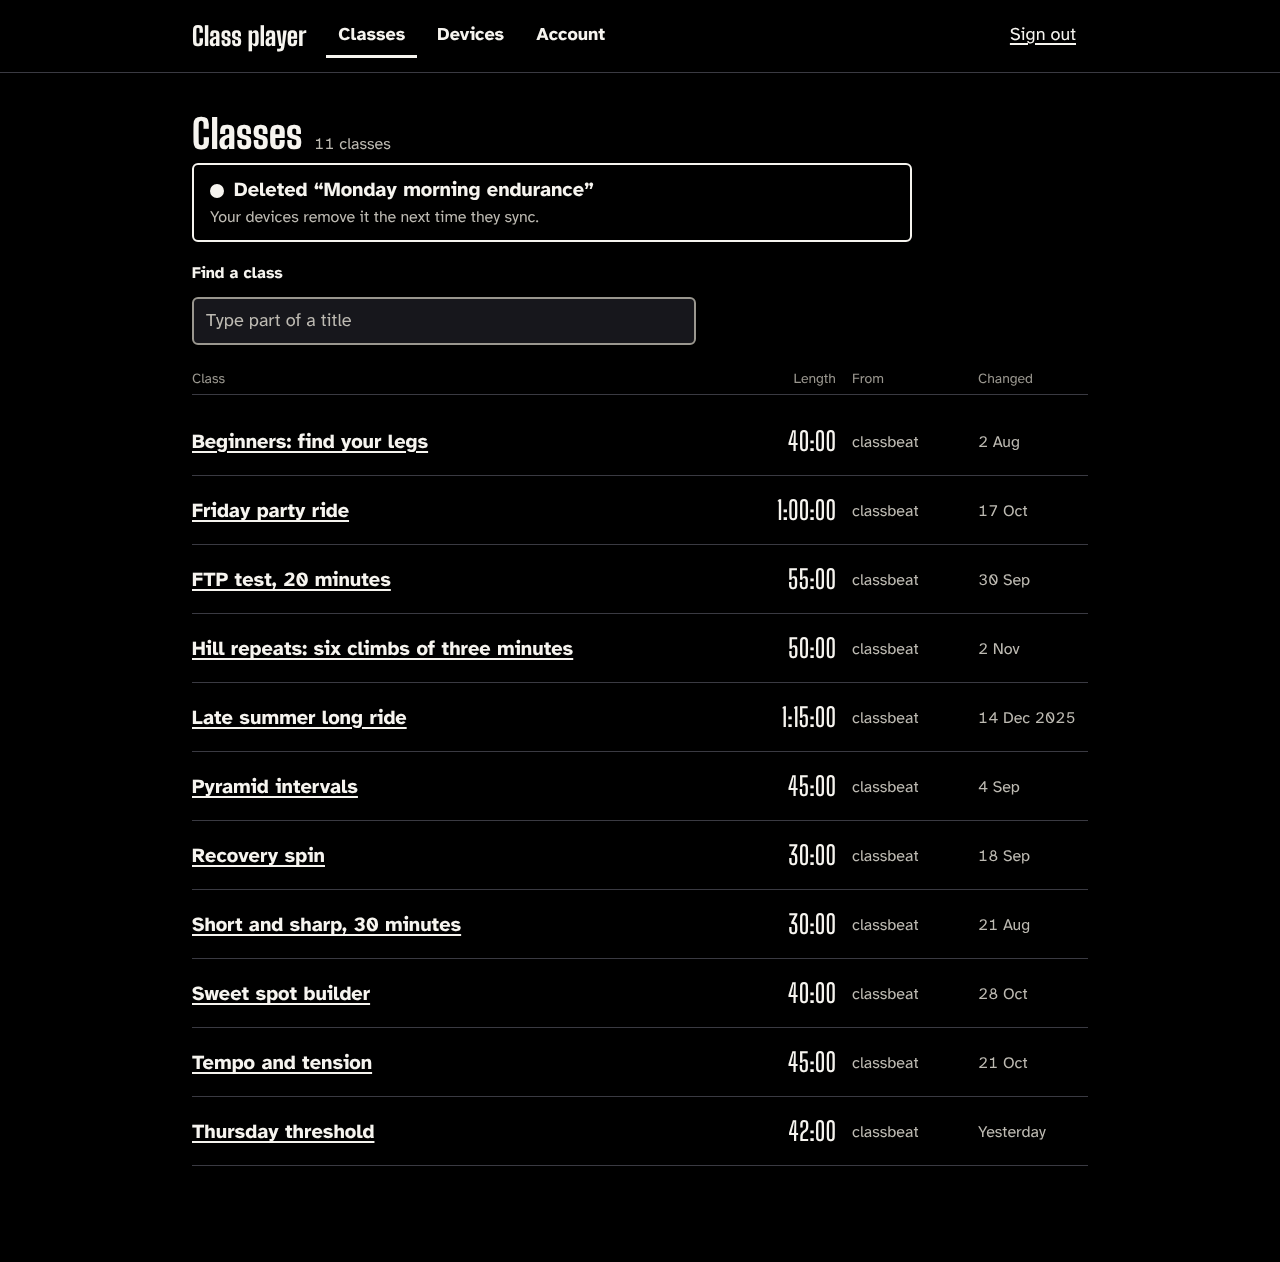 Class player Classes Devices Account Sign out
Classes 11 classes
Deleted “Monday morning endurance”
Your devices remove it the next time they sync.
Find a class
Type part of a title
Class Length From Changed
Beginners: find your legs 40:00 classbeat 2 Aug
Friday party ride 1:00:00 classbeat 17 Oct
FTP test, 20 minutes 55:00 classbeat 30 Sep
Hill repeats: six climbs of three minutes 50:00 classbeat 2 Nov
Late summer long ride 1:15:00 classbeat 14 Dec 2025
Pyramid intervals 45:00 classbeat 4 Sep
Recovery spin 30:00 classbeat 18 Sep
Short and sharp, 30 minutes 30:00 classbeat 21 Aug
Sweet spot builder 40:00 classbeat 28 Oct
Tempo and tension 45:00 classbeat 21 Oct
Thursday threshold 42:00 classbeat Yesterday